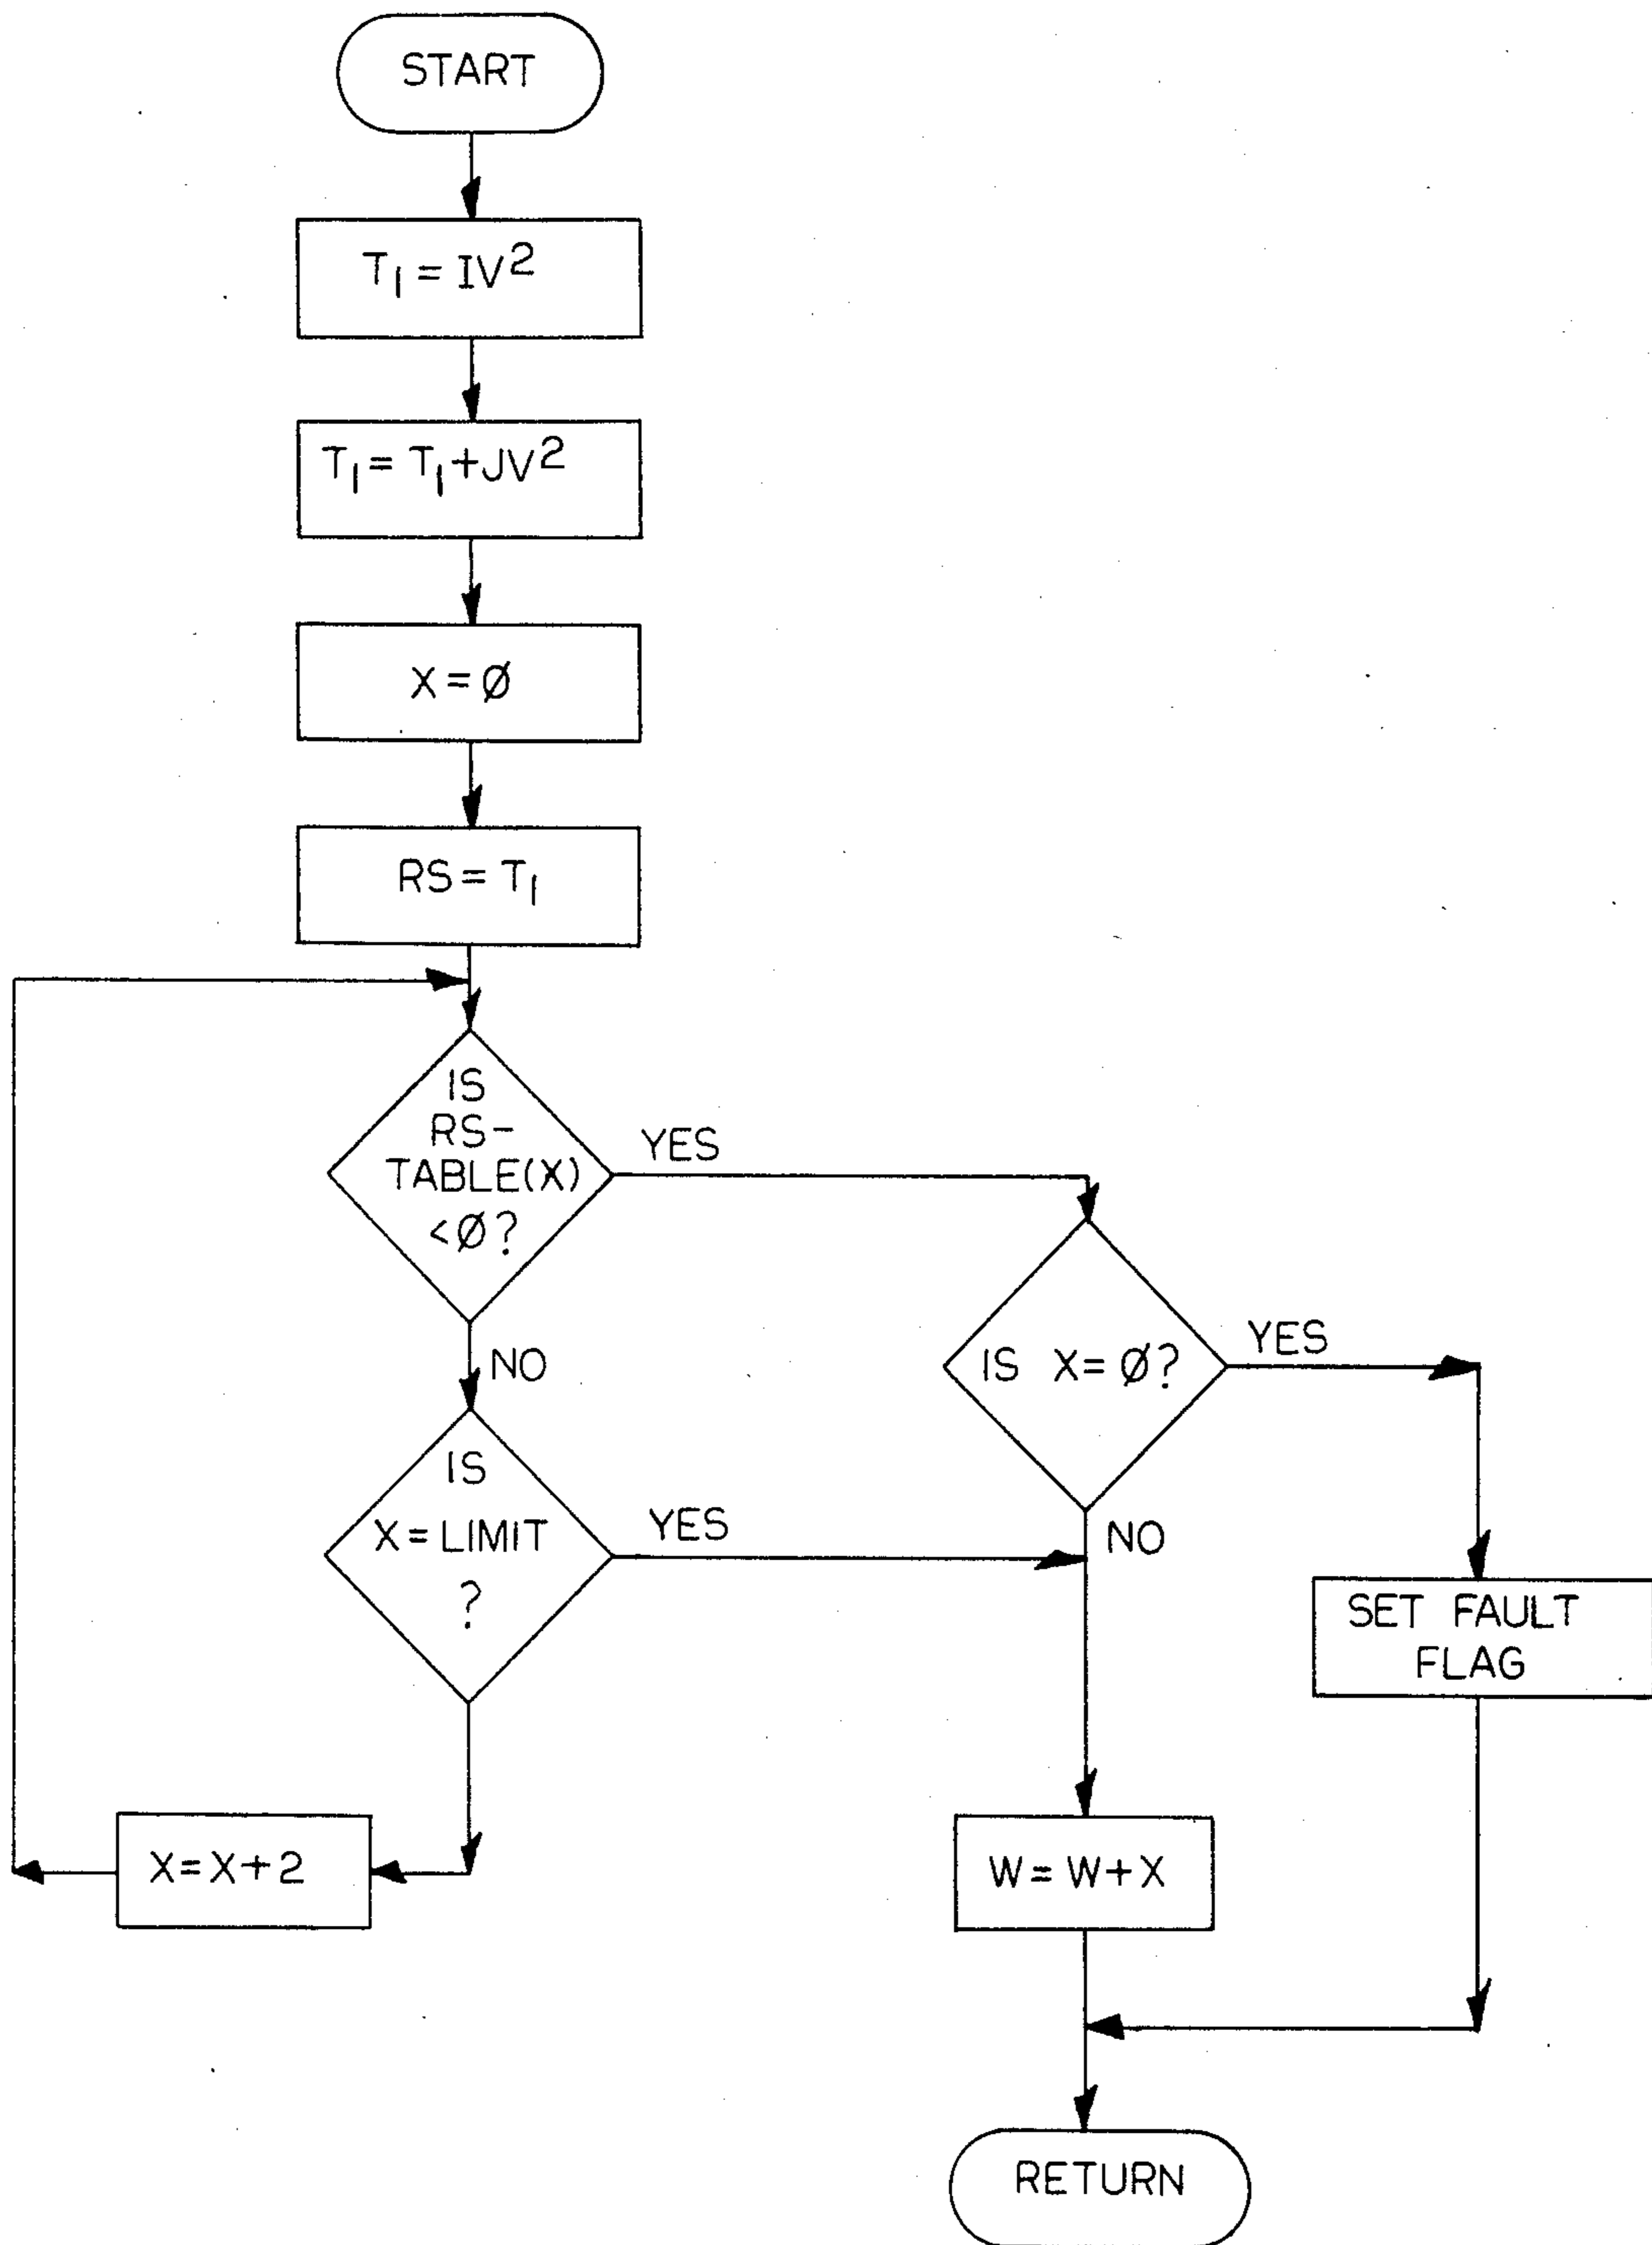 START
T₁ = IV²
T₁ = T₁ + JV²
X = Ø
RS = T₁
IS
RS-
TABLE(X)
<Ø?
YES
NO
IS X = Ø?
YES
NO
IS
X = LIMIT
?
YES
SET FAULT
FLAG
X = X + 2
W = W + X
RETURN